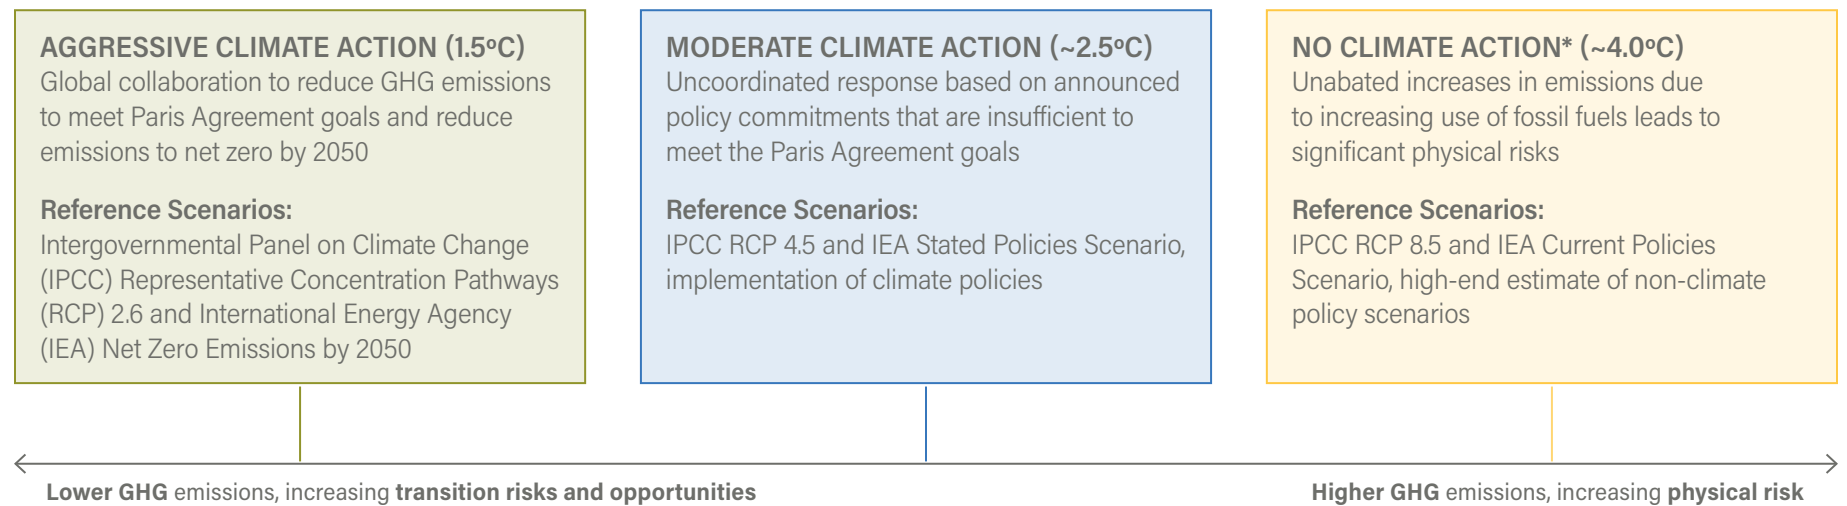 AGGRESSIVE CLIMATE ACTION (1.5ºC)
Global collaboration to reduce GHG emissions
to meet Paris Agreement goals and reduce
emissions to net zero by 2050
Reference Scenarios:
Intergovernmental Panel on Climate Change
(IPCC) Representative Concentration Pathways
(RCP) 2.6 and International Energy Agency
(IEA) Net Zero Emissions by 2050
MODERATE CLIMATE ACTION (~2.5ºC)
Uncoordinated response based on announced
policy commitments that are insufficient to
meet the Paris Agreement goals
Reference Scenarios:
IPCC RCP 4.5 and IEA Stated Policies Scenario,
implementation of climate policies
NO CLIMATE ACTION* (~4.0ºC)
Unabated increases in emissions due
to increasing use of fossil fuels leads to
significant physical risks
Reference Scenarios:
IPCC RCP 8.5 and IEA Current Policies
Scenario, high-end estimate of non-climate
policy scenarios
Lower GHG emissions, increasing transition risks and opportunities
Higher GHG emissions, increasing physical risk